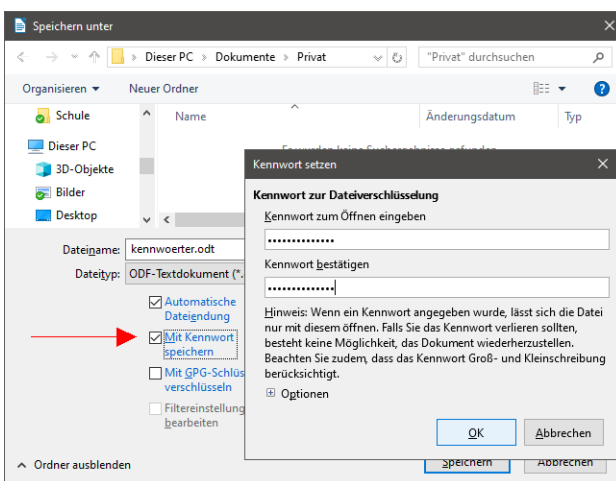 Speichern unter
Dieser PC > Dokumente > Privat
"Privat" durchsuchen
Organisieren
Neuer Ordner
Schule
Name
Änderungsdatum
Typ
Dieser PC
3D-Objekte
Bilder
Desktop
Dateiname: kennwoerter.odt
Dateityp: ODF-Textdokument (*.
Automatische
Dateiendung
Mit Kennwort
speichern
Mit GPG-Schlüs
verschlüsseln
Filtereinstellung
bearbeiten
Ordner ausblenden
Speichern
Abbrechen
Kennwort setzen
Kennwort zur Dateiverschlüsselung
Kennwort zum Öffnen eingeben
••••••••••••••
Kennwort bestätigen
••••••••••••••
Hinweis: Wenn ein Kennwort angegeben wurde, lässt sich die Datei
nur mit diesem öffnen. Falls Sie das Kennwort verlieren sollten,
besteht keine Möglichkeit, das Dokument wiederherzustellen.
Beachten Sie zudem, dass das Kennwort Groß- und Kleinschreibung
berücksichtigt.
Optionen
OK
Abbrechen